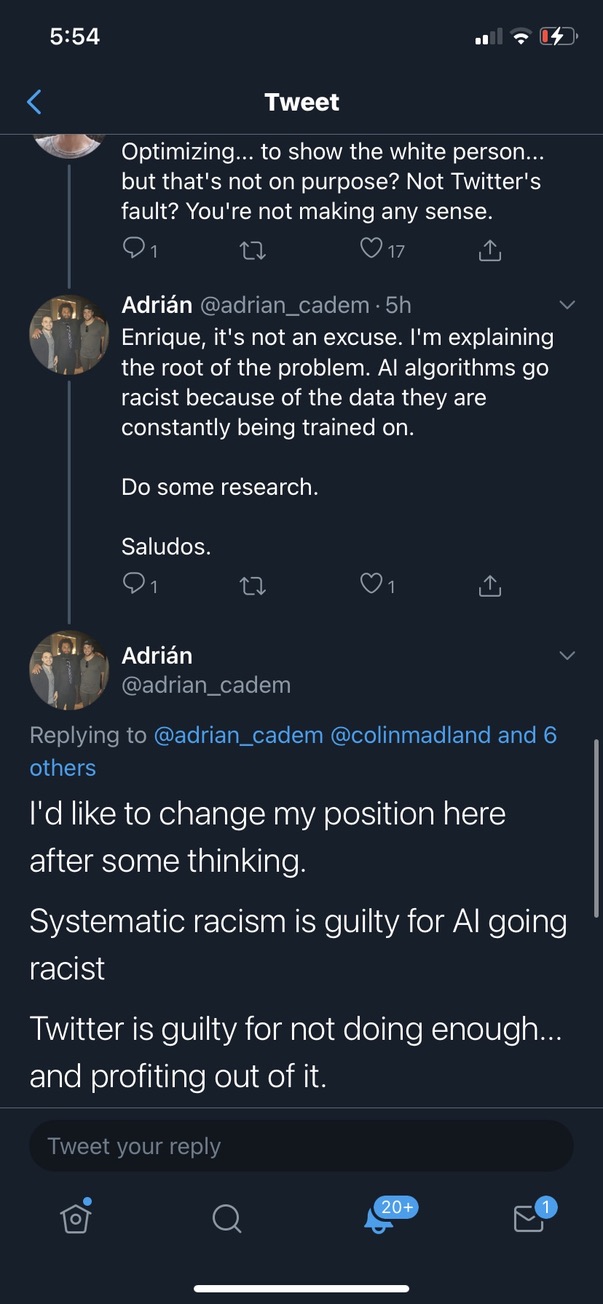 5:54
Tweet
Optimizing... to show the white person...
but that's not on purpose? Not Twitter's
fault? You're not making any sense.
1
17
Adrián @adrian_cadem · 5h
Enrique, it's not an excuse. I'm explaining
the root of the problem. AI algorithms go
racist because of the data they are
constantly being trained on.
Do some research.
Saludos.
1
1
Adrián
@adrian_cadem
Replying to @adrian_cadem @colinmadland and 6
others
I'd like to change my position here
after some thinking.
Systematic racism is guilty for AI going
racist
Twitter is guilty for not doing enough...
and profiting out of it.
Tweet your reply
20+
1